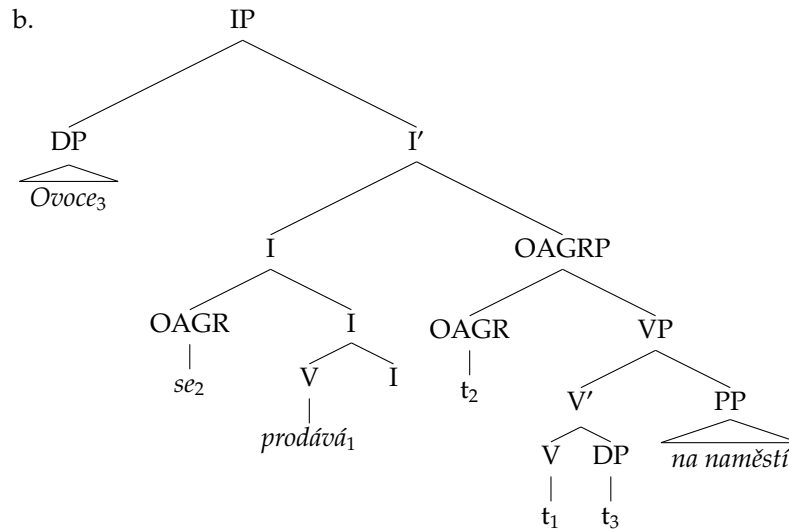 b.
IP
DP I′
Ovoce3
I OAGRP
OAGR I OAGR VP
se2 V I t2 V′ PP
prodává1 V DP na naměstí
t1 t3